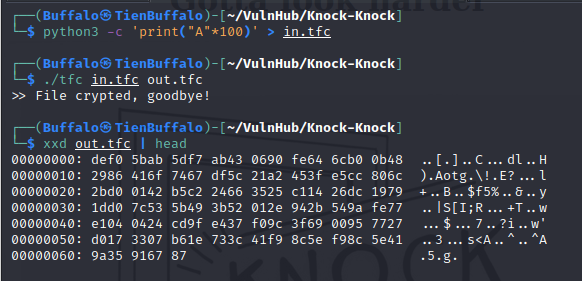 Gotta look harder
┌──(Buffalo㉿TienBuffalo)-[~/VulnHub/Knock-Knock]
└─$ python3 -c 'print("A"*100)' > in.tfc
┌──(Buffalo㉿TienBuffalo)-[~/VulnHub/Knock-Knock]
└─$ ./tfc in.tfc out.tfc
>> File crypted, goodbye!
┌──(Buffalo㉿TienBuffalo)-[~/VulnHub/Knock-Knock]
└─$ xxd out.tfc | head
00000000: def0 5bab 5df7 ab43 0690 fe64 6cb0 0b48 ..[.]..C...dl..H
00000010: 2986 416f 7467 df5c 21a2 453f e5cc 806c ).Aotg.\!.E?...l
00000020: 2bd0 0142 b5c2 2466 3525 c114 26dc 1979 +..B..$f5%..&..y
00000030: 1dd0 7c53 5b49 3b52 012e 942b 549a fe77 ..|S[I;R...+T..w
00000040: e104 0424 cd9f e437 f09c 3f69 0095 7727 ...$...7..?i..w'
00000050: d017 3307 b61e 733c 41f9 8c5e f98c 5e41 ..3...s<A..^..^A
00000060: 9a35 9167 87 .5.g.
KNOCK